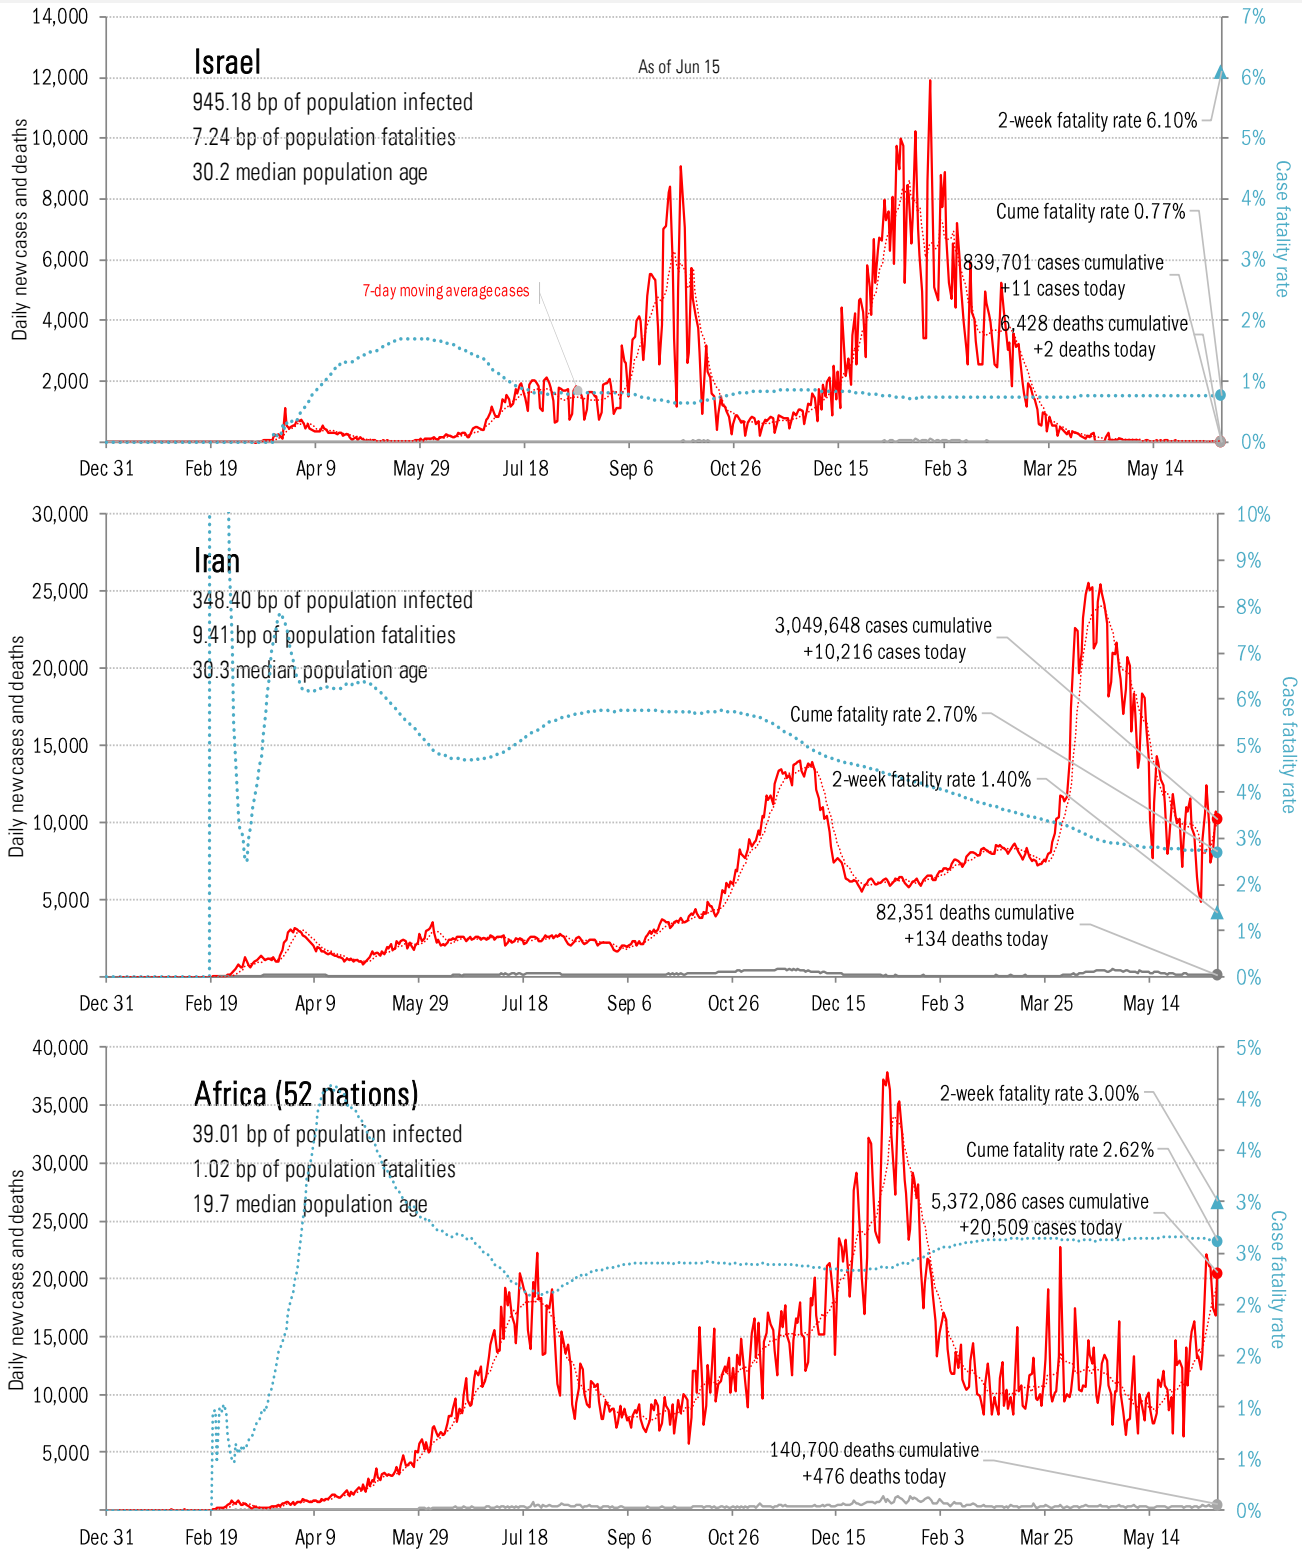 14,000
12,000
10,000
8,000
6,000
4,000
2,000
Daily new cases and deaths
Israel
945.18 bp of population infected
7.24 bp of population fatalities
30.2 median population age
As of Jun 15
7-day moving average cases
2-week fatality rate 6.10%
Cume fatality rate 0.77%
839,701 cases cumulative
+11 cases today
6,428 deaths cumulative
+2 deaths today
7%
6%
5%
4%
3%
2%
1%
0%
Case fatality rate
Dec 31
Feb 19
Apr 9
May 29
Jul 18
Sep 6
Oct 26
Dec 15
Feb 3
Mar 25
May 14
30,000
25,000
20,000
15,000
10,000
5,000
Daily new cases and deaths
Iran
348.40 bp of population infected
9.41 bp of population fatalities
30.3 median population age
3,049,648 cases cumulative
+10,216 cases today
Cume fatality rate 2.70%
2-week fatality rate 1.40%
82,351 deaths cumulative
+134 deaths today
10%
9%
8%
7%
6%
5%
4%
3%
2%
1%
0%
Case fatality rate
Dec 31
Feb 19
Apr 9
May 29
Jul 18
Sep 6
Oct 26
Dec 15
Feb 3
Mar 25
May 14
40,000
35,000
30,000
25,000
20,000
15,000
10,000
5,000
Daily new cases and deaths
Africa (52 nations)
39.01 bp of population infected
1.02 bp of population fatalities
19.7 median population age
2-week fatality rate 3.00%
Cume fatality rate 2.62%
5,372,086 cases cumulative
+20,509 cases today
140,700 deaths cumulative
+476 deaths today
5%
4%
4%
3%
3%
2%
2%
1%
1%
0%
Case fatality rate
Dec 31
Feb 19
Apr 9
May 29
Jul 18
Sep 6
Oct 26
Dec 15
Feb 3
Mar 25
May 14